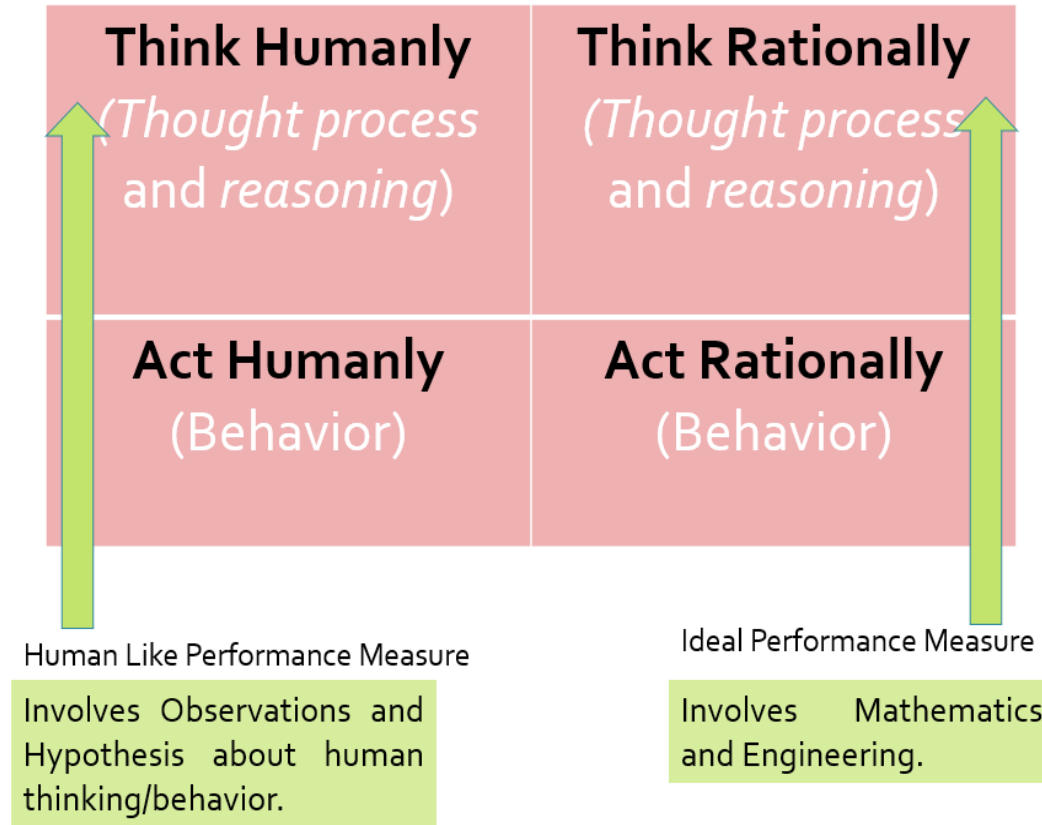 Think Humanly
(Thought process
and reasoning)
Think Rationally
(Thought process
and reasoning)
Act Humanly
(Behavior)
Act Rationally
(Behavior)
Human Like Performance Measure
Involves Observations and
Hypothesis about human
thinking/behavior.
Ideal Performance Measure
Involves Mathematics
and Engineering.